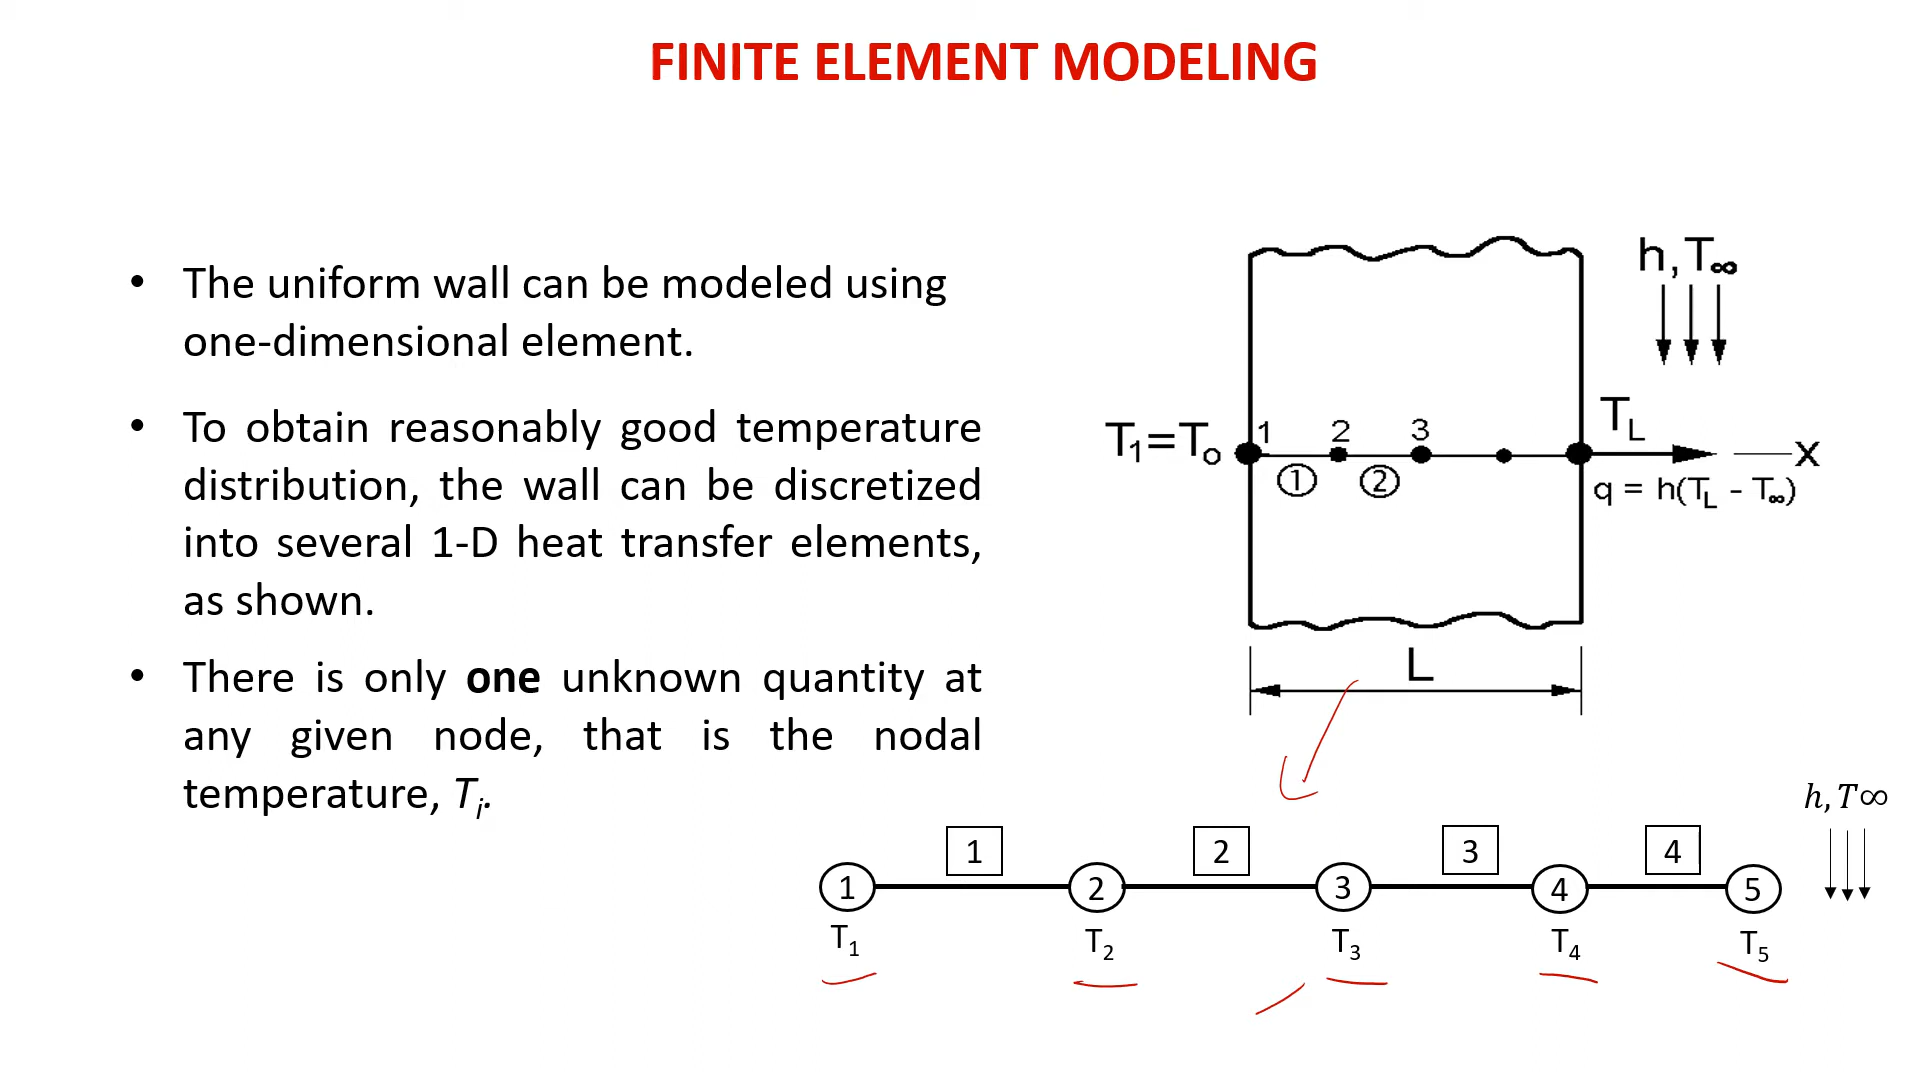 FINITE ELEMENT MODELING
• The uniform wall can be modeled using
one-dimensional element.
• To obtain reasonably good temperature
distribution, the wall can be discretized
into several 1-D heat transfer elements,
as shown.
• There is only one unknown quantity at
any given node, that is the nodal
temperature, Ti.
h,T∞
T1=To
1 2 3
TL
x
① ②
q = h(TL - T∞)
L
h, T∞
1 2 3 4
1 2 3 4 5
T1 T2 T3 T4 T5